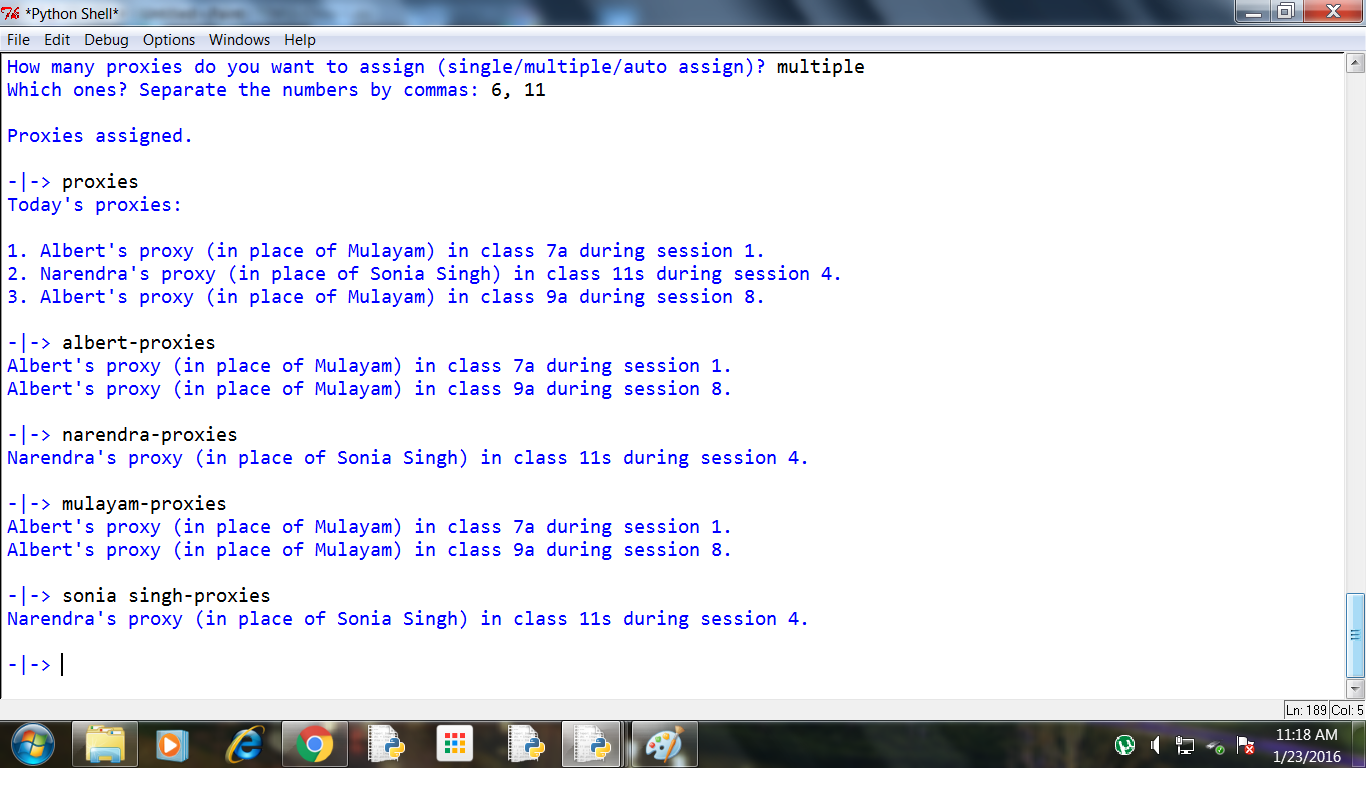 *Python Shell*
File Edit Debug Options Windows Help
How many proxies do you want to assign (single/multiple/auto assign)? multiple
Which ones? Separate the numbers by commas: 6, 11
Proxies assigned.
-|-> proxies
Today's proxies:
1. Albert's proxy (in place of Mulayam) in class 7a during session 1.
2. Narendra's proxy (in place of Sonia Singh) in class 11s during session 4.
3. Albert's proxy (in place of Mulayam) in class 9a during session 8.
-|-> albert-proxies
Albert's proxy (in place of Mulayam) in class 7a during session 1.
Albert's proxy (in place of Mulayam) in class 9a during session 8.
-|-> narendra-proxies
Narendra's proxy (in place of Sonia Singh) in class 11s during session 4.
-|-> mulayam-proxies
Albert's proxy (in place of Mulayam) in class 7a during session 1.
Albert's proxy (in place of Mulayam) in class 9a during session 8.
-|-> sonia singh-proxies
Narendra's proxy (in place of Sonia Singh) in class 11s during session 4.
-|->
Ln: 189 Col: 5
11:18 AM
1/23/2016